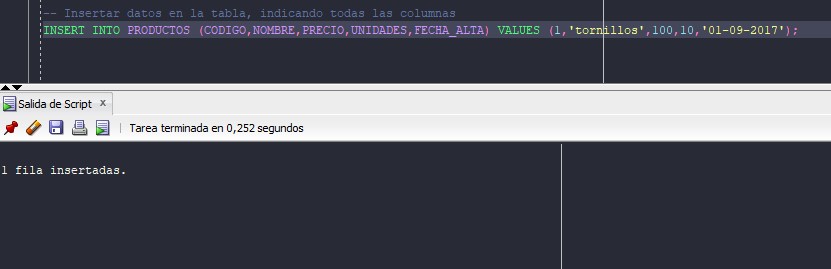 -- Insertar datos en la tabla, indicando todas las columnas
INSERT INTO PRODUCTOS (CODIGO,NOMBRE,PRECIO,UNIDADES,FECHA_ALTA) VALUES (1,'tornillos',100,10,'01-09-2017');
Salida de Script x
Tarea terminada en 0,252 segundos
1 fila insertadas.